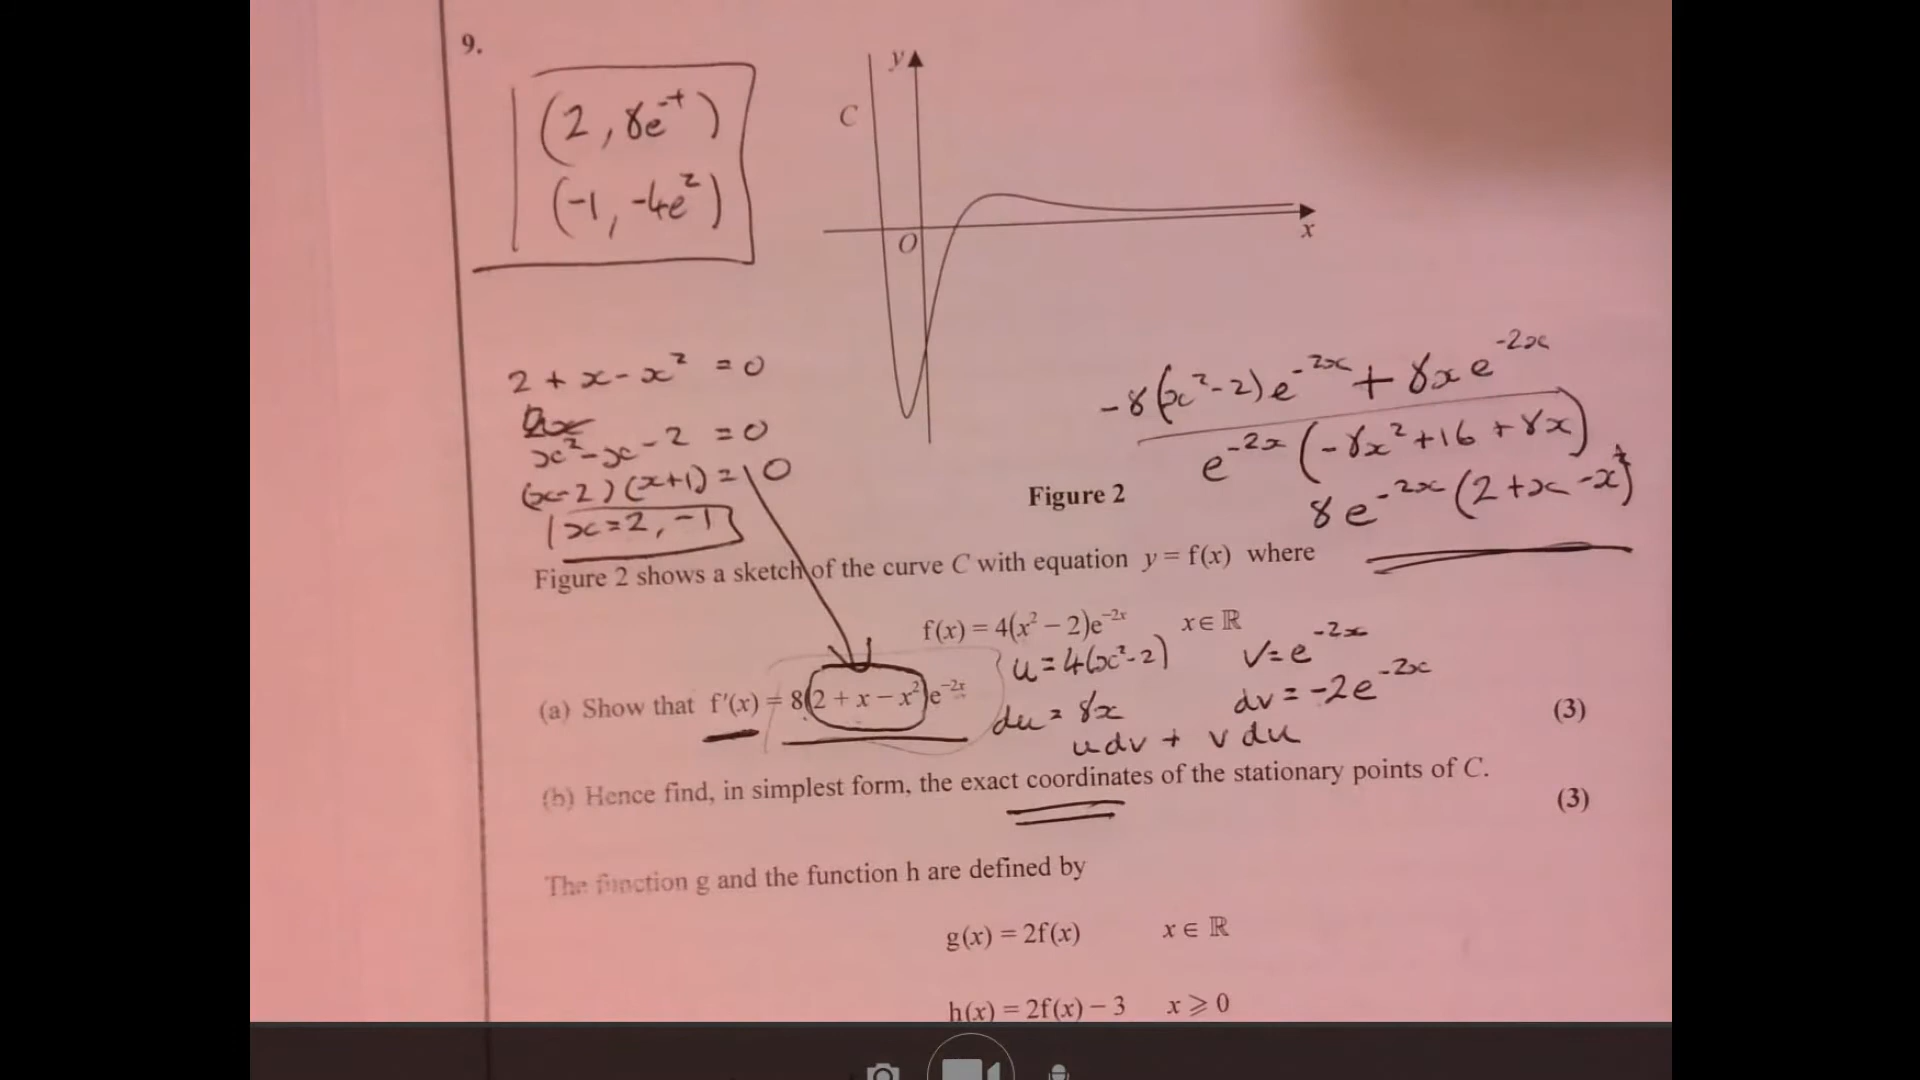 9.
(2, 8e⁻⁴)
(-1, -4e²)
y
C
O
x
2 + x - x² = 0
x² - x - 2 = 0
(x-2)(x+1) = 0
x = 2, -1
-8(x²-2)e⁻²ˣ + 8xe⁻²ˣ
e⁻²ˣ(-8x² + 16 + 8x)
8e⁻²ˣ(2 + x - x²)
Figure 2
Figure 2 shows a sketch of the curve C with equation y = f(x) where
f(x) = 4(x² – 2)e⁻²ˣ x ∈ ℝ
u = 4(x²-2) v = e⁻²ˣ
(a) Show that f′(x) = 8(2 + x – x²)e⁻²ˣ
du = 8x dv = -2e⁻²ˣ
(3)
udv + vdu
(b) Hence find, in simplest form, the exact coordinates of the stationary points of C.
(3)
The function g and the function h are defined by
g(x) = 2f(x) x ∈ ℝ
h(x) = 2f(x) – 3 x ⩾ 0